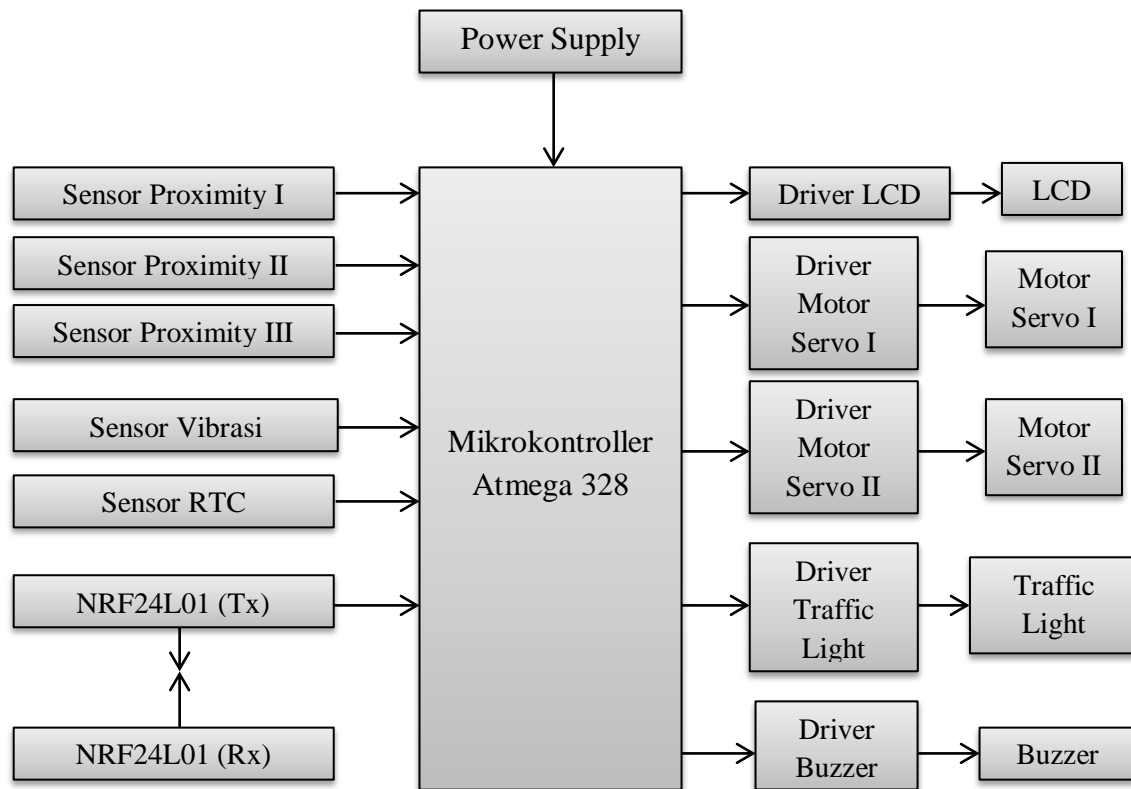 Power Supply
Sensor Proximity I
Sensor Proximity II
Sensor Proximity III
Sensor Vibrasi
Sensor RTC
NRF24L01 (Tx)
NRF24L01 (Rx)
Mikrokontroller
Atmega 328
Driver LCD
LCD
Driver
Motor
Servo I
Motor
Servo I
Driver
Motor
Servo II
Motor
Servo II
Driver
Traffic
Light
Traffic
Light
Driver
Buzzer
Buzzer